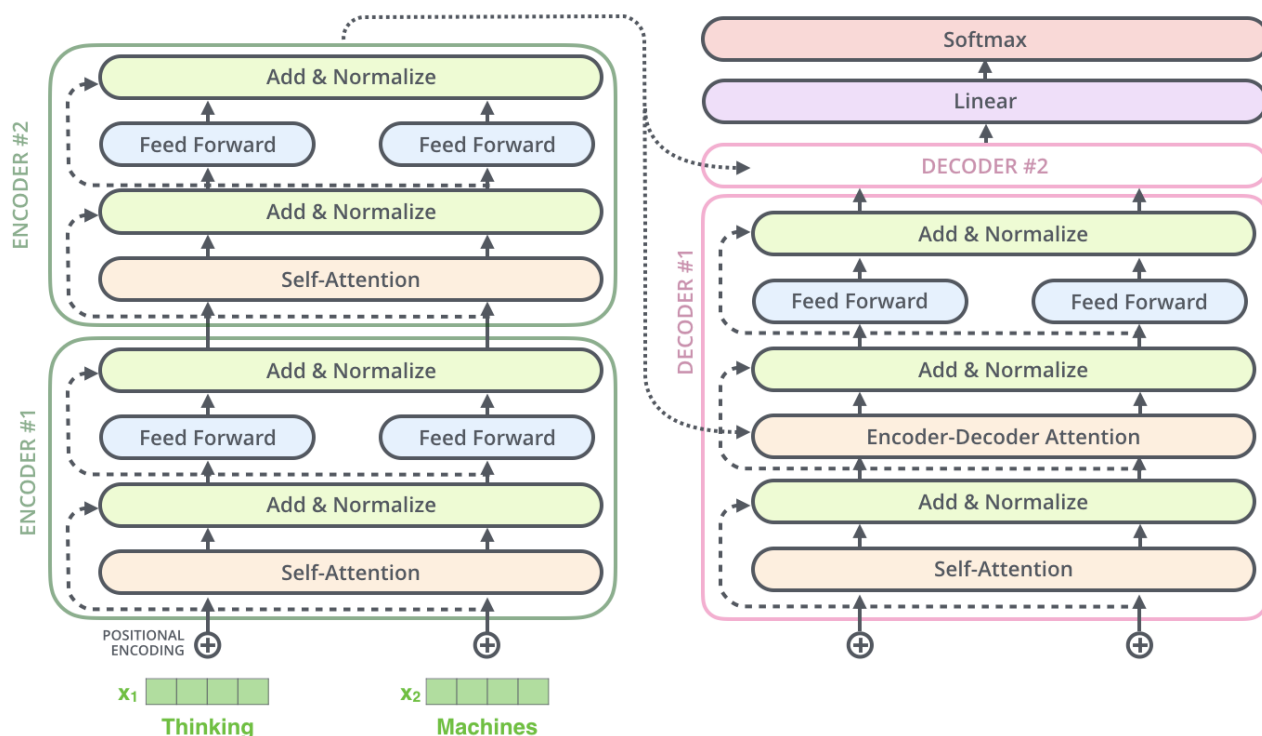 ENCODER #2
Add & Normalize
Feed Forward
Feed Forward
Add & Normalize
Self-Attention
ENCODER #1
Add & Normalize
Feed Forward
Feed Forward
Add & Normalize
Self-Attention
POSITIONAL
ENCODING
x1
x2
Thinking
Machines
Softmax
Linear
DECODER #2
DECODER #1
Add & Normalize
Feed Forward
Feed Forward
Add & Normalize
Encoder-Decoder Attention
Add & Normalize
Self-Attention